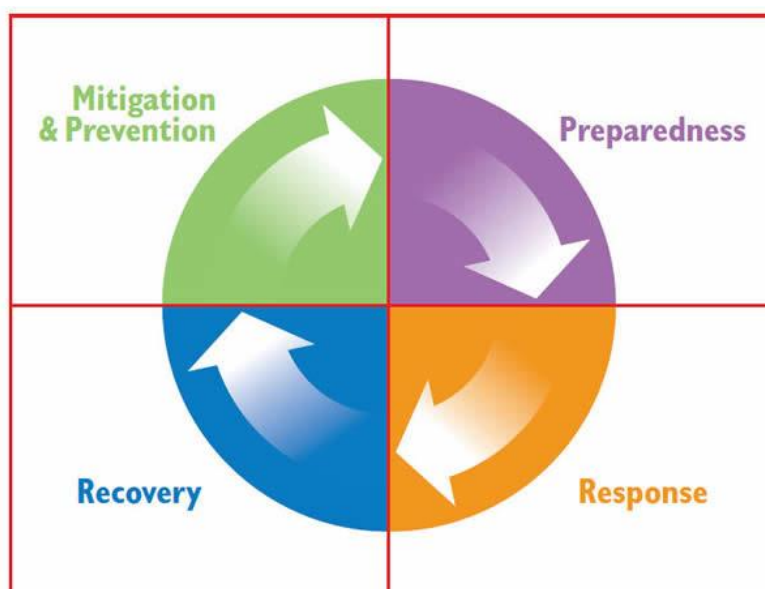 Mitigation
& Prevention
Preparedness
Recovery
Response